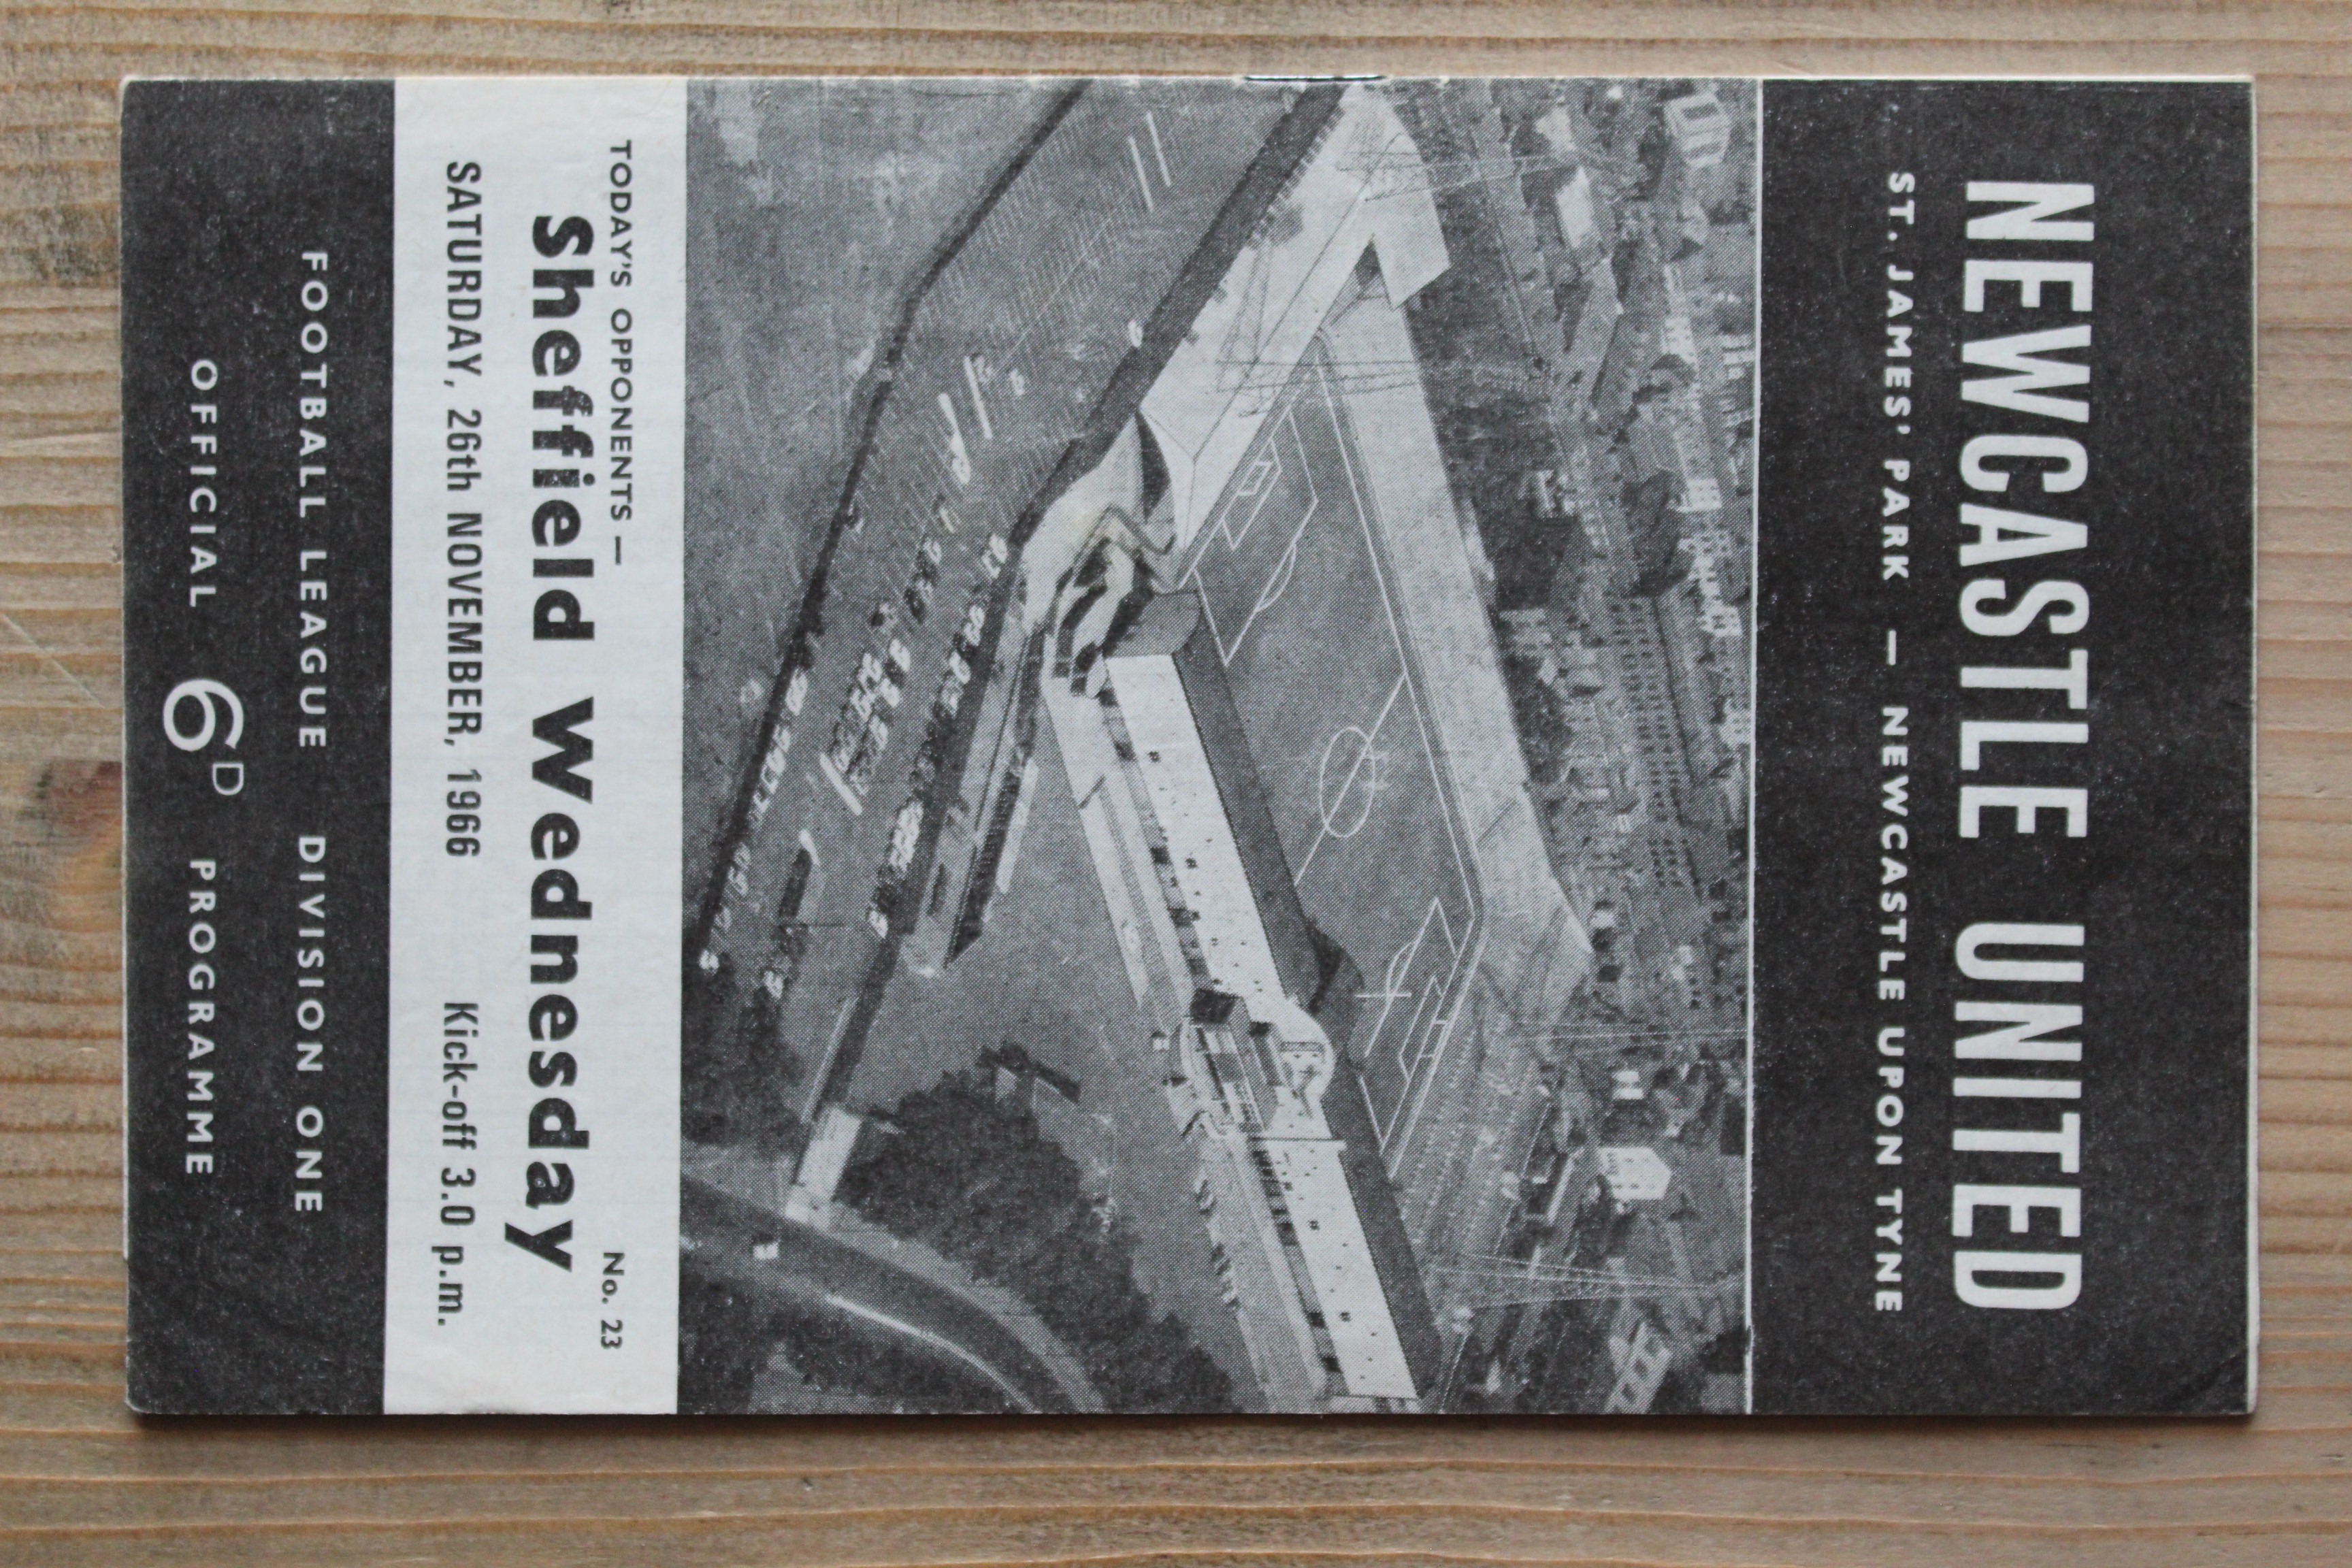 NEWCASTLE UNITED
ST. JAMES' PARK — NEWCASTLE UPON TYNE
TODAY'S OPPONENTS — No. 23
Sheffield Wednesday
SATURDAY, 26th NOVEMBER, 1966 Kick-off 3.0 p.m.
FOOTBALL LEAGUE DIVISION ONE
OFFICIAL 6D PROGRAMME